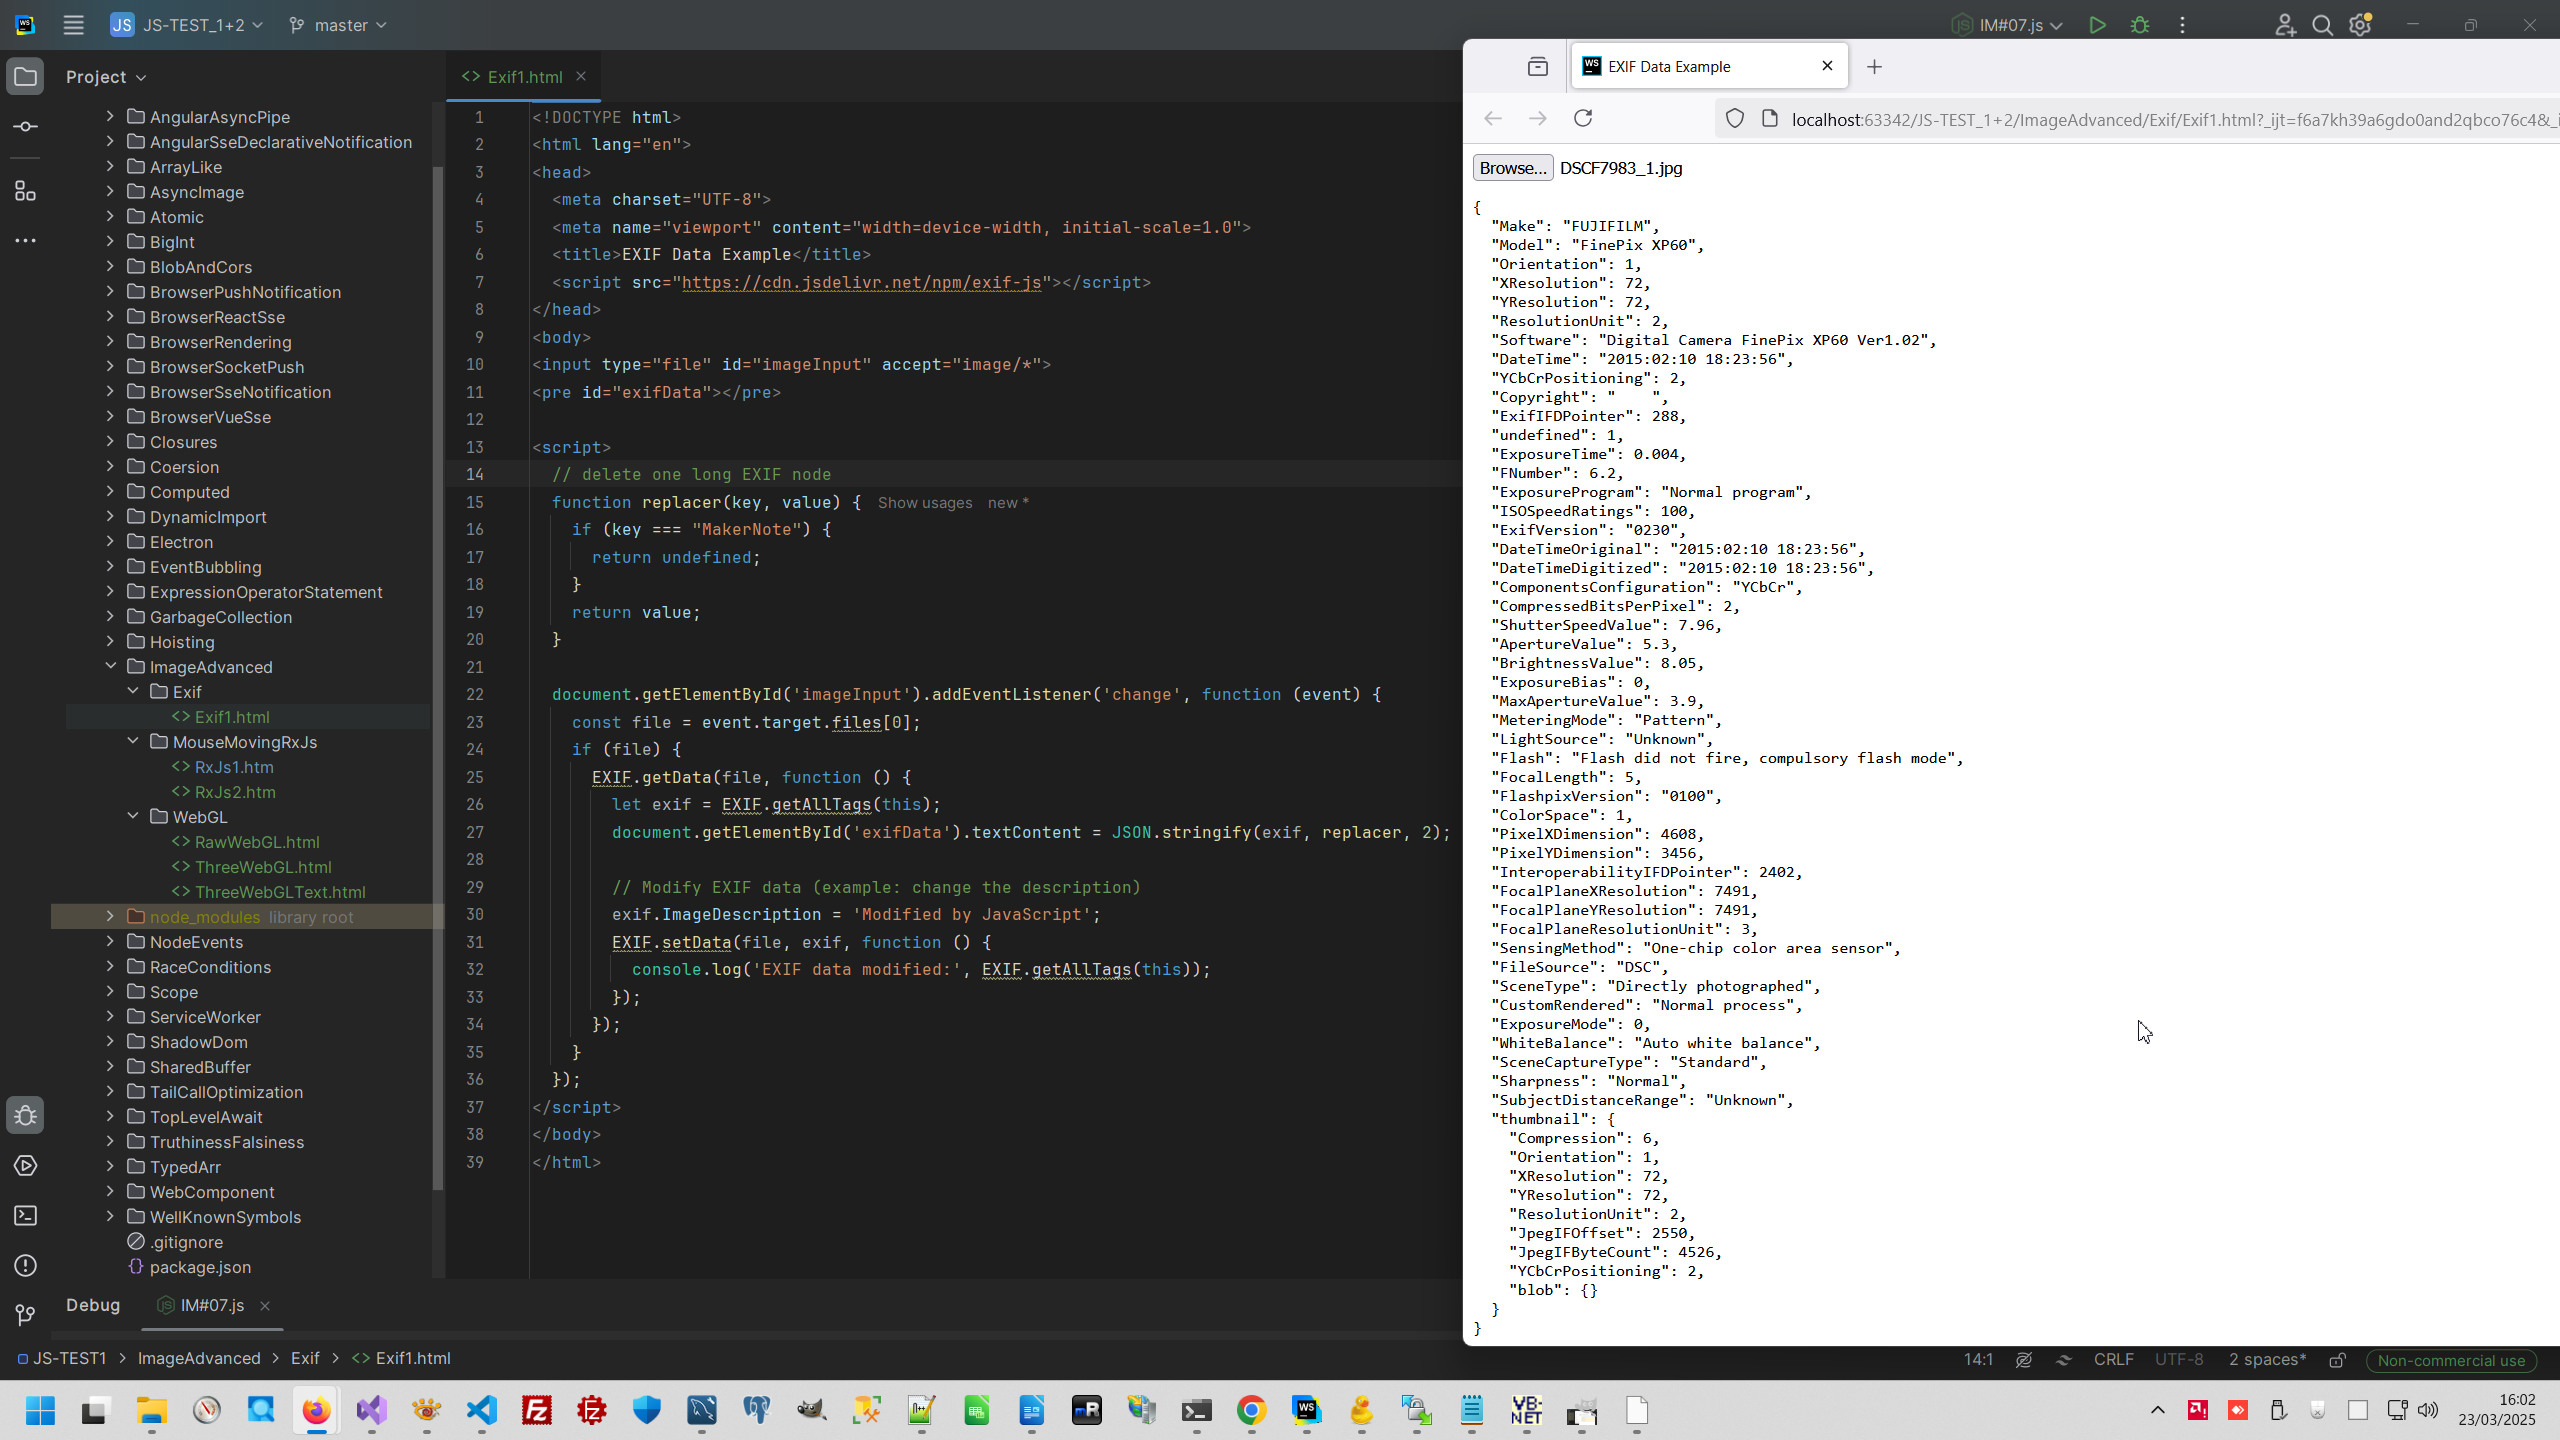 JS JS-TEST_1+2 master IM#07.js
Project
AngularAsyncPipe
AngularSseDeclarativeNotification
ArrayLike
AsyncImage
Atomic
BigInt
BlobAndCors
BrowserPushNotification
BrowserReactSse
BrowserRendering
BrowserSocketPush
BrowserSseNotification
BrowserVueSse
Closures
Coersion
Computed
DynamicImport
Electron
EventBubbling
ExpressionOperatorStatement
GarbageCollection
Hoisting
ImageAdvanced
Exif
Exif1.html
MouseMovingRxJs
RxJs1.htm
RxJs2.htm
WebGL
RawWebGL.html
ThreeWebGL.html
ThreeWebGLText.html
node_modules library root
NodeEvents
RaceConditions
Scope
ServiceWorker
ShadowDom
SharedBuffer
TailCallOptimization
TopLevelAwait
TruthinessFalsiness
TypedArr
WebComponent
WellKnownSymbols
.gitignore
package.json
<> Exif1.html
1 <!DOCTYPE html>
2 <html lang="en">
3 <head>
4 <meta charset="UTF-8">
5 <meta name="viewport" content="width=device-width, initial-scale=1.0">
6 <title>EXIF Data Example</title>
7 <script src="https://cdn.jsdelivr.net/npm/exif-js"></script>
8 </head>
9 <body>
10 <input type="file" id="imageInput" accept="image/*">
11 <pre id="exifData"></pre>
12
13 <script>
14 // delete one long EXIF node
15 function replacer(key, value) { Show usages new *
16 if (key === "MakerNote") {
17 return undefined;
18 }
19 return value;
20 }
21
22 document.getElementById('imageInput').addEventListener('change', function (event) {
23 const file = event.target.files[0];
24 if (file) {
25 EXIF.getData(file, function () {
26 let exif = EXIF.getAllTags(this);
27 document.getElementById('exifData').textContent = JSON.stringify(exif, replacer, 2);
28
29 // Modify EXIF data (example: change the description)
30 exif.ImageDescription = 'Modified by JavaScript';
31 EXIF.setData(file, exif, function () {
32 console.log('EXIF data modified:', EXIF.getAllTags(this));
33 });
34 });
35 }
36 });
37 </script>
38 </body>
39 </html>
EXIF Data Example
localhost:63342/JS-TEST_1+2/ImageAdvanced/Exif/Exif1.html?_ijt=f6a7kh39a6gdo0and2qbco76c4&_i
Browse... DSCF7983_1.jpg
{
"Make": "FUJIFILM",
"Model": "FinePix XP60",
"Orientation": 1,
"XResolution": 72,
"YResolution": 72,
"ResolutionUnit": 2,
"Software": "Digital Camera FinePix XP60 Ver1.02",
"DateTime": "2015:02:10 18:23:56",
"YCbCrPositioning": 2,
"Copyright": "    ",
"ExifIFDPointer": 288,
"undefined": 1,
"ExposureTime": 0.004,
"FNumber": 6.2,
"ExposureProgram": "Normal program",
"ISOSpeedRatings": 100,
"ExifVersion": "0230",
"DateTimeOriginal": "2015:02:10 18:23:56",
"DateTimeDigitized": "2015:02:10 18:23:56",
"ComponentsConfiguration": "YCbCr",
"CompressedBitsPerPixel": 2,
"ShutterSpeedValue": 7.96,
"ApertureValue": 5.3,
"BrightnessValue": 8.05,
"ExposureBias": 0,
"MaxApertureValue": 3.9,
"MeteringMode": "Pattern",
"LightSource": "Unknown",
"Flash": "Flash did not fire, compulsory flash mode",
"FocalLength": 5,
"FlashpixVersion": "0100",
"ColorSpace": 1,
"PixelXDimension": 4608,
"PixelYDimension": 3456,
"InteroperabilityIFDPointer": 2402,
"FocalPlaneXResolution": 7491,
"FocalPlaneYResolution": 7491,
"FocalPlaneResolutionUnit": 3,
"SensingMethod": "One-chip color area sensor",
"FileSource": "DSC",
"SceneType": "Directly photographed",
"CustomRendered": "Normal process",
"ExposureMode": 0,
"WhiteBalance": "Auto white balance",
"SceneCaptureType": "Standard",
"Sharpness": "Normal",
"SubjectDistanceRange": "Unknown",
"thumbnail": {
"Compression": 6,
"Orientation": 1,
"XResolution": 72,
"YResolution": 72,
"ResolutionUnit": 2,
"JpegIFOffset": 2550,
"JpegIFByteCount": 4526,
"YCbCrPositioning": 2,
"blob": {}
}
}
Debug IM#07.js
JS-TEST1 > ImageAdvanced > Exif > <> Exif1.html
14:1 CRLF UTF-8 2 spaces* Non-commercial use
16:02
23/03/2025